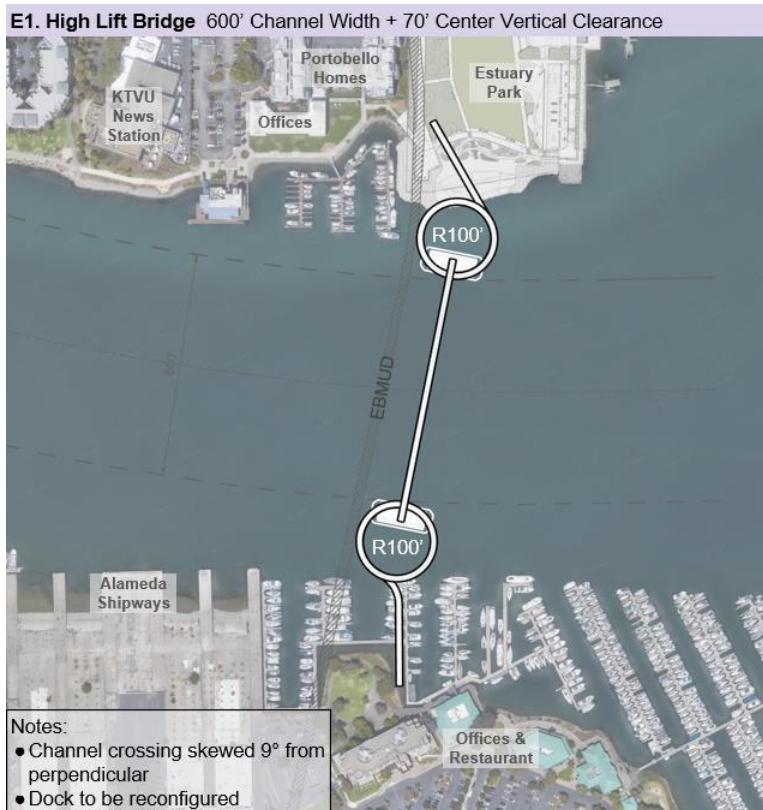 E1. High Lift Bridge 600’ Channel Width + 70’ Center Vertical Clearance
Portobello
Homes
Estuary
Park
KTVU
News
Station
Offices
R100’
600'
EBMUD
R100’
Alameda
Shipways
Offices &
Restaurant
Notes:
● Channel crossing skewed 9° from
perpendicular
● Dock to be reconfigured